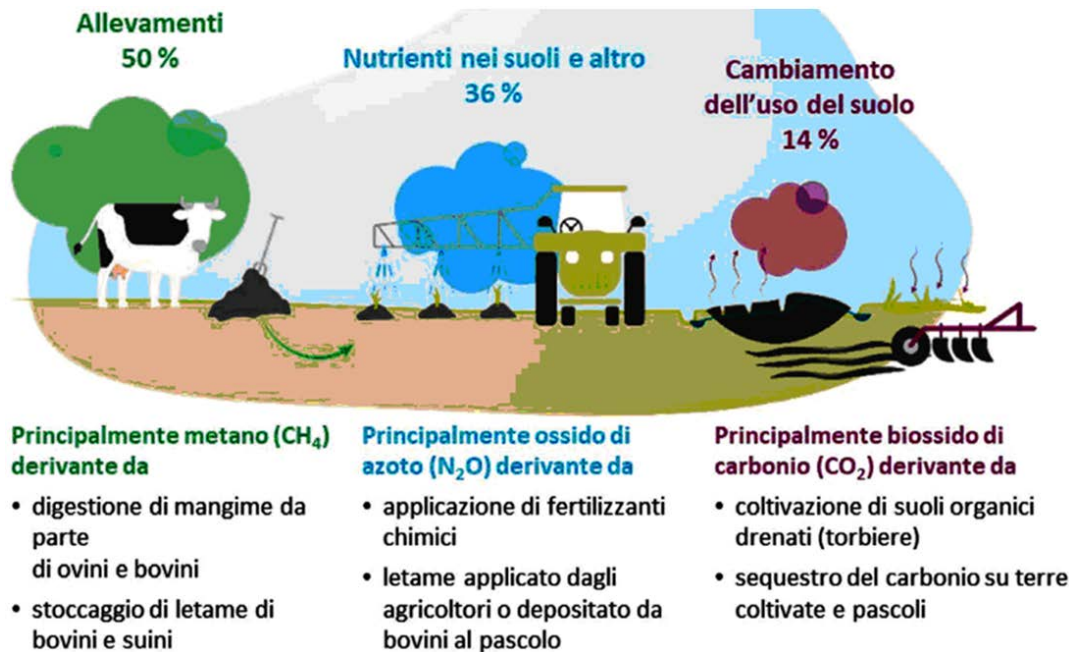 Allevamenti
50 %
Nutrienti nei suoli e altro
36 %
Cambiamento
dell'uso del suolo
14 %
Principalmente metano (CH₄)
derivante da
• digestione di mangime da
parte
di ovini e bovini
• stoccaggio di letame di
bovini e suini
Principalmente ossido di
azoto (N₂O) derivante da
• applicazione di fertilizzanti
chimici
• letame applicato dagli
agricoltori o depositato da
bovini al pascolo
Principalmente biossido di
carbonio (CO₂) derivante da
• coltivazione di suoli organici
drenati (torbiere)
• sequestro del carbonio su terre
coltivate e pascoli